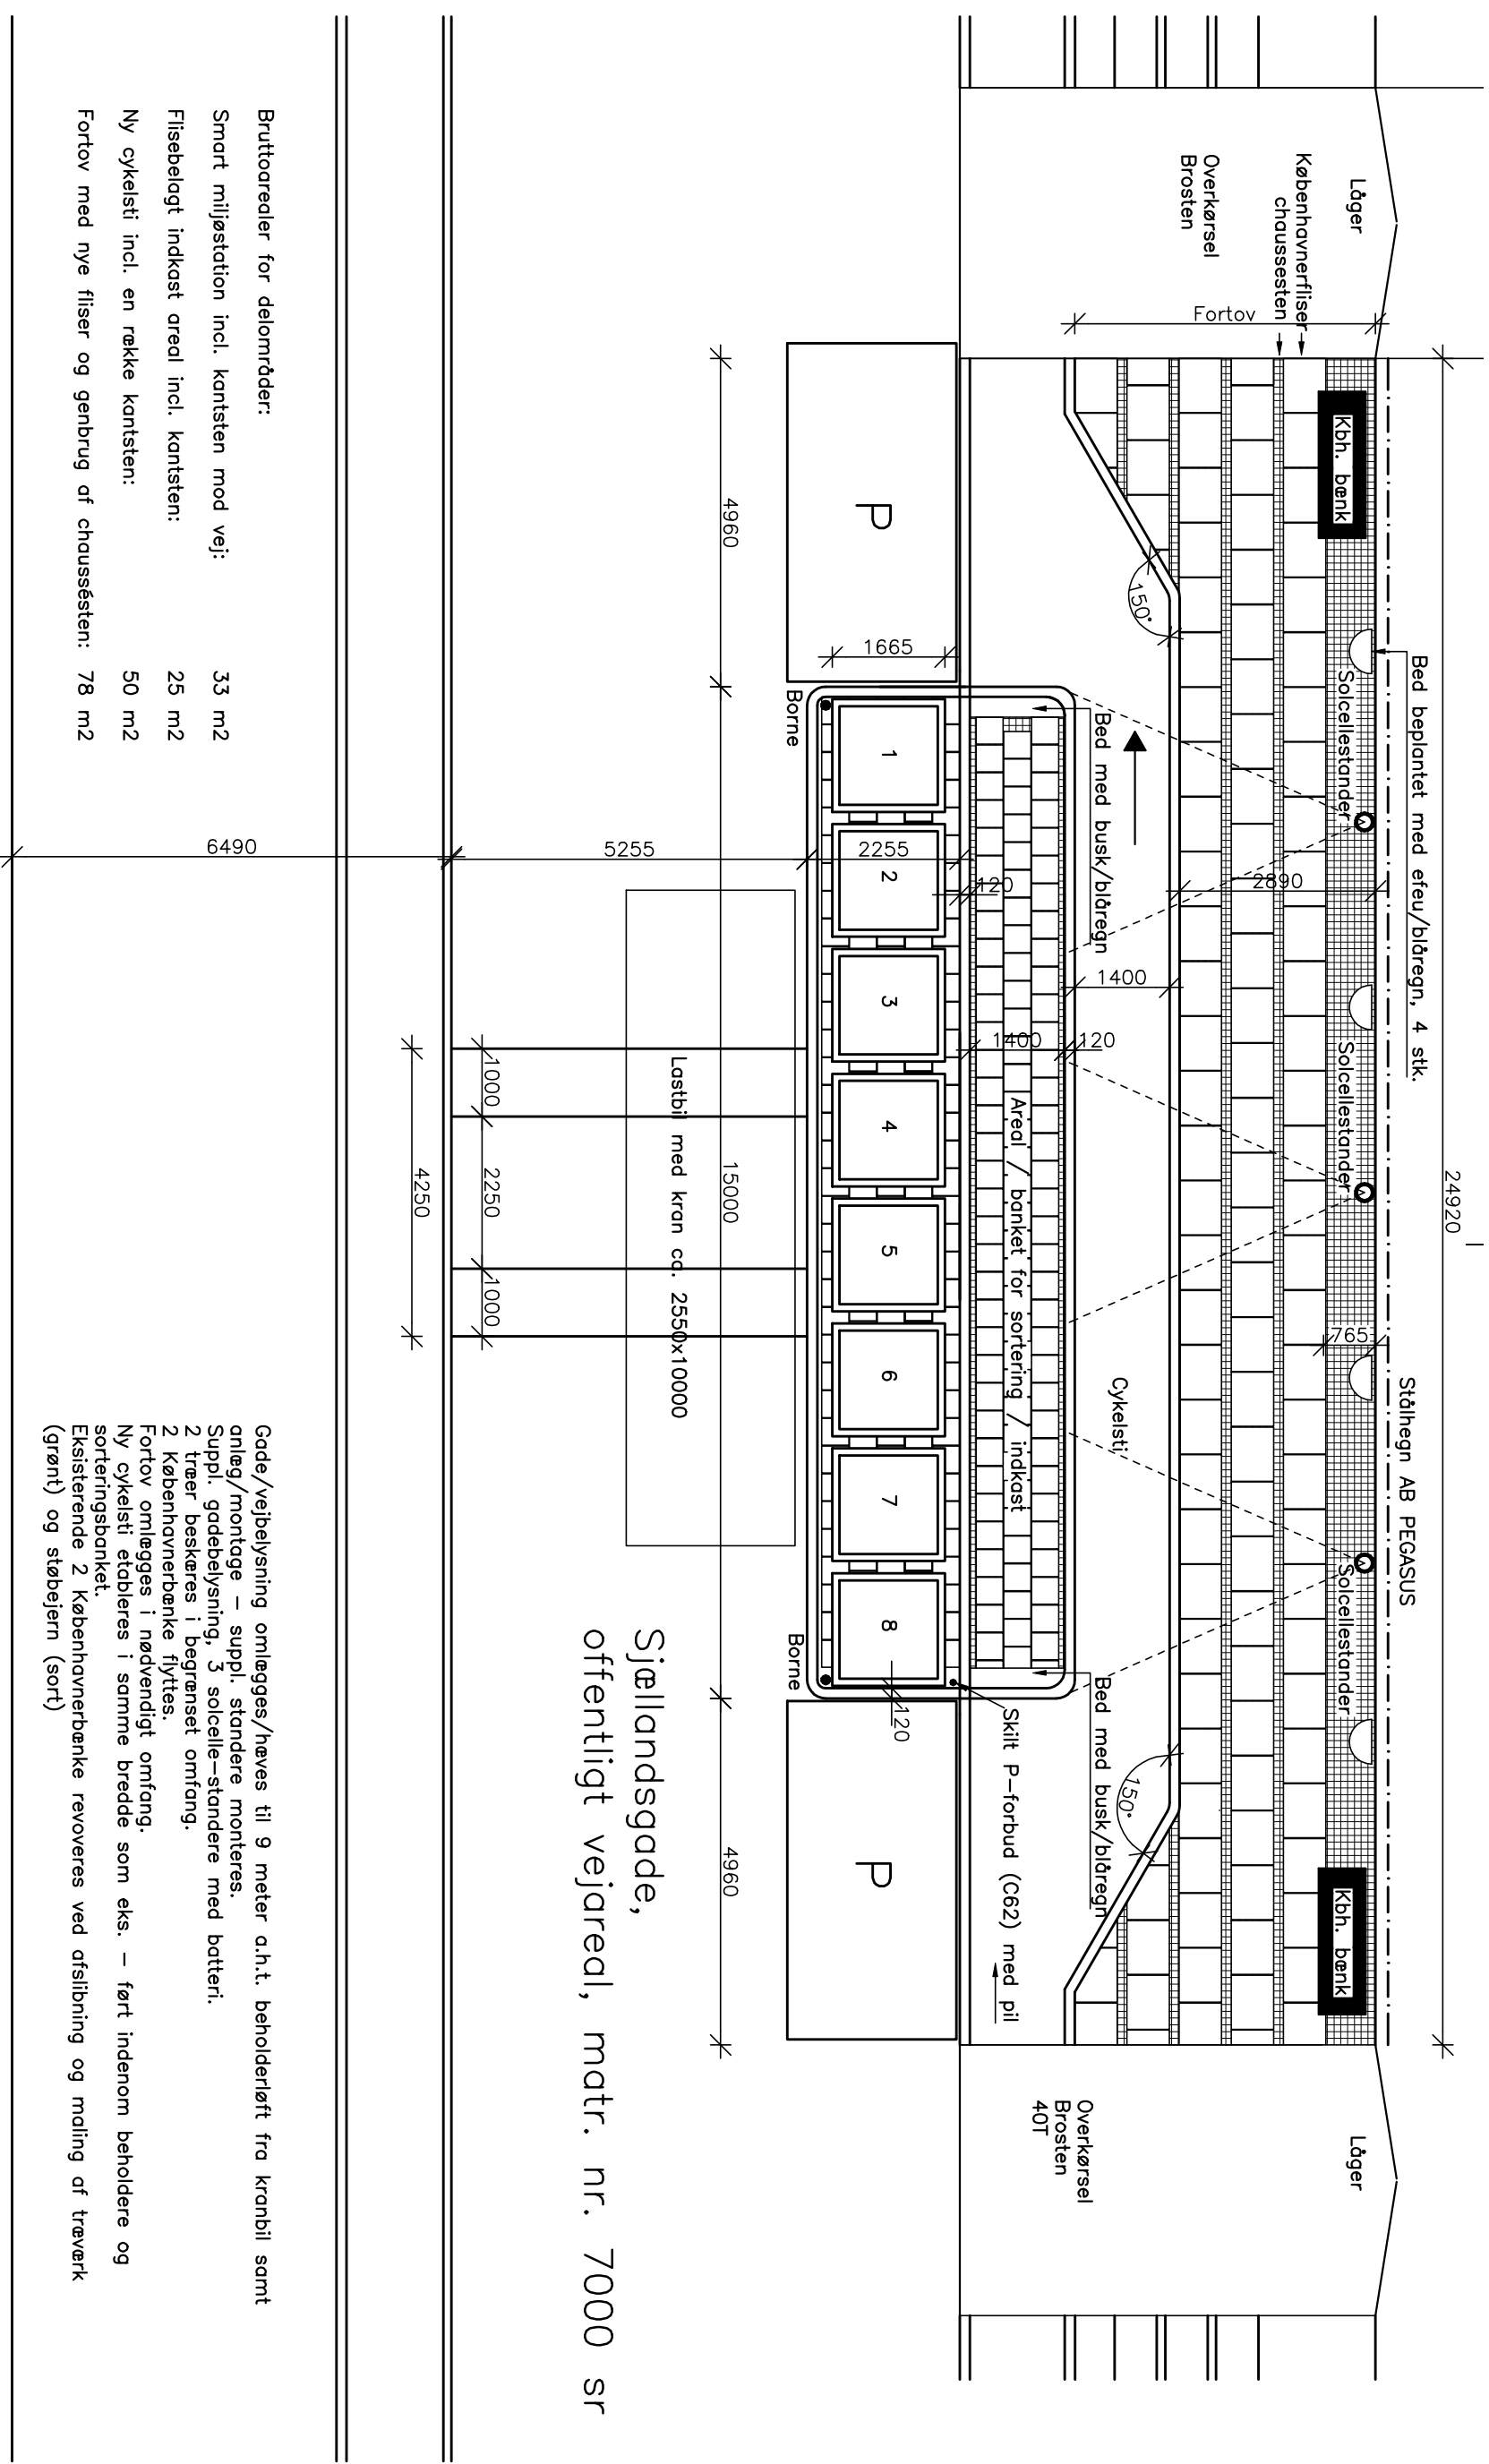 24920
Stålhegn AB PEGASUS
Bed beplantet med efeu/blåregn, 4 stk.
Låger
Låger
Kbh. bænk
Solcellestander
Solcellestander
765
Solcellestander
Kbh. bænk
Københavnerfliser
chaussesten
Fortov
2890
Overkørsel
Brosten
150°
150°
Cykelsti
1400
Bed med busk/blåregn
Bed med busk/blåregn
Overkørsel
Brosten
40T
120
1400
120
Areal / banket for sortering / indkast
Skilt P-forbud (C62) med pil
P
1665
1
2
3
4
5
6
7
8
120
P
2255
Borne
Borne
4960
15000
4960
Lastbil med kran ca. 2550x10000
5255
Sjællandsgade,
offentligt vejareal, matr. nr. 7000 sr
1000
2250
1000
4250
6490
Bruttoarealer for delområder:
Smart miljøstation incl. kantsten mod vej: 33 m2
Flisebelagt indkast areal incl. kantsten: 25 m2
Ny cykelsti incl. en række kantsten: 50 m2
Fortov med nye fliser og genbrug af chaussésten: 78 m2
Gade/vejbelysning omlægges/hæves til 9 meter a.h.t. beholderløft fra kranbil samt
anlæg/montage - suppl. standere monteres.
Suppl. gadebelysning, 3 solcelle-standere med batteri.
2 træer beskæres i begrænset omfang.
2 Københavnerbænke flyttes.
Fortov omlægges i nødvendigt omfang.
Ny cykelsti etableres i samme bredde som eks. - ført indenom beholdere og
sorteringsbanket.
Eksisterende 2 Københavnerbænke revoveres ved afslibning og maling af træværk
(grønt) og støbejern (sort)